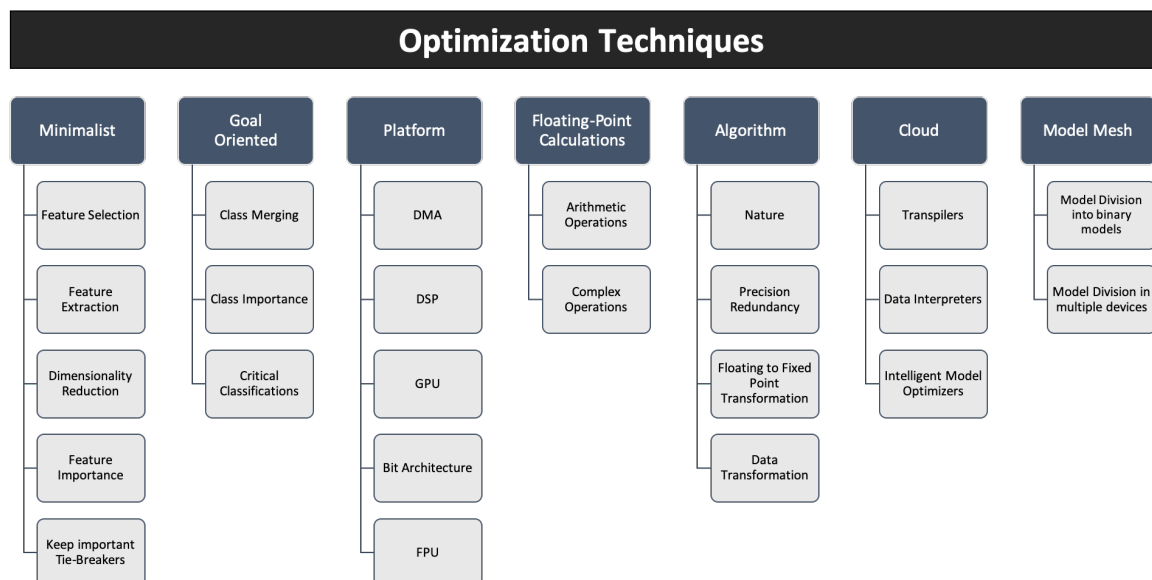 Optimization Techniques
Minimalist
Feature Selection
Feature
Extraction
Dimensionality
Reduction
Feature
Importance
Keep important
Tie-Breakers
Goal
Oriented
Class Merging
Class Importance
Critical
Classifications
Platform
DMA
DSP
GPU
Bit Architecture
FPU
Floating-Point
Calculations
Arithmetic
Operations
Complex
Operations
Algorithm
Nature
Precision
Redundancy
Floating to Fixed
Point
Transformation
Data
Transformation
Cloud
Transpilers
Data Interpreters
Intelligent Model
Optimizers
Model Mesh
Model Division
into binary
models
Model Division in
multiple devices